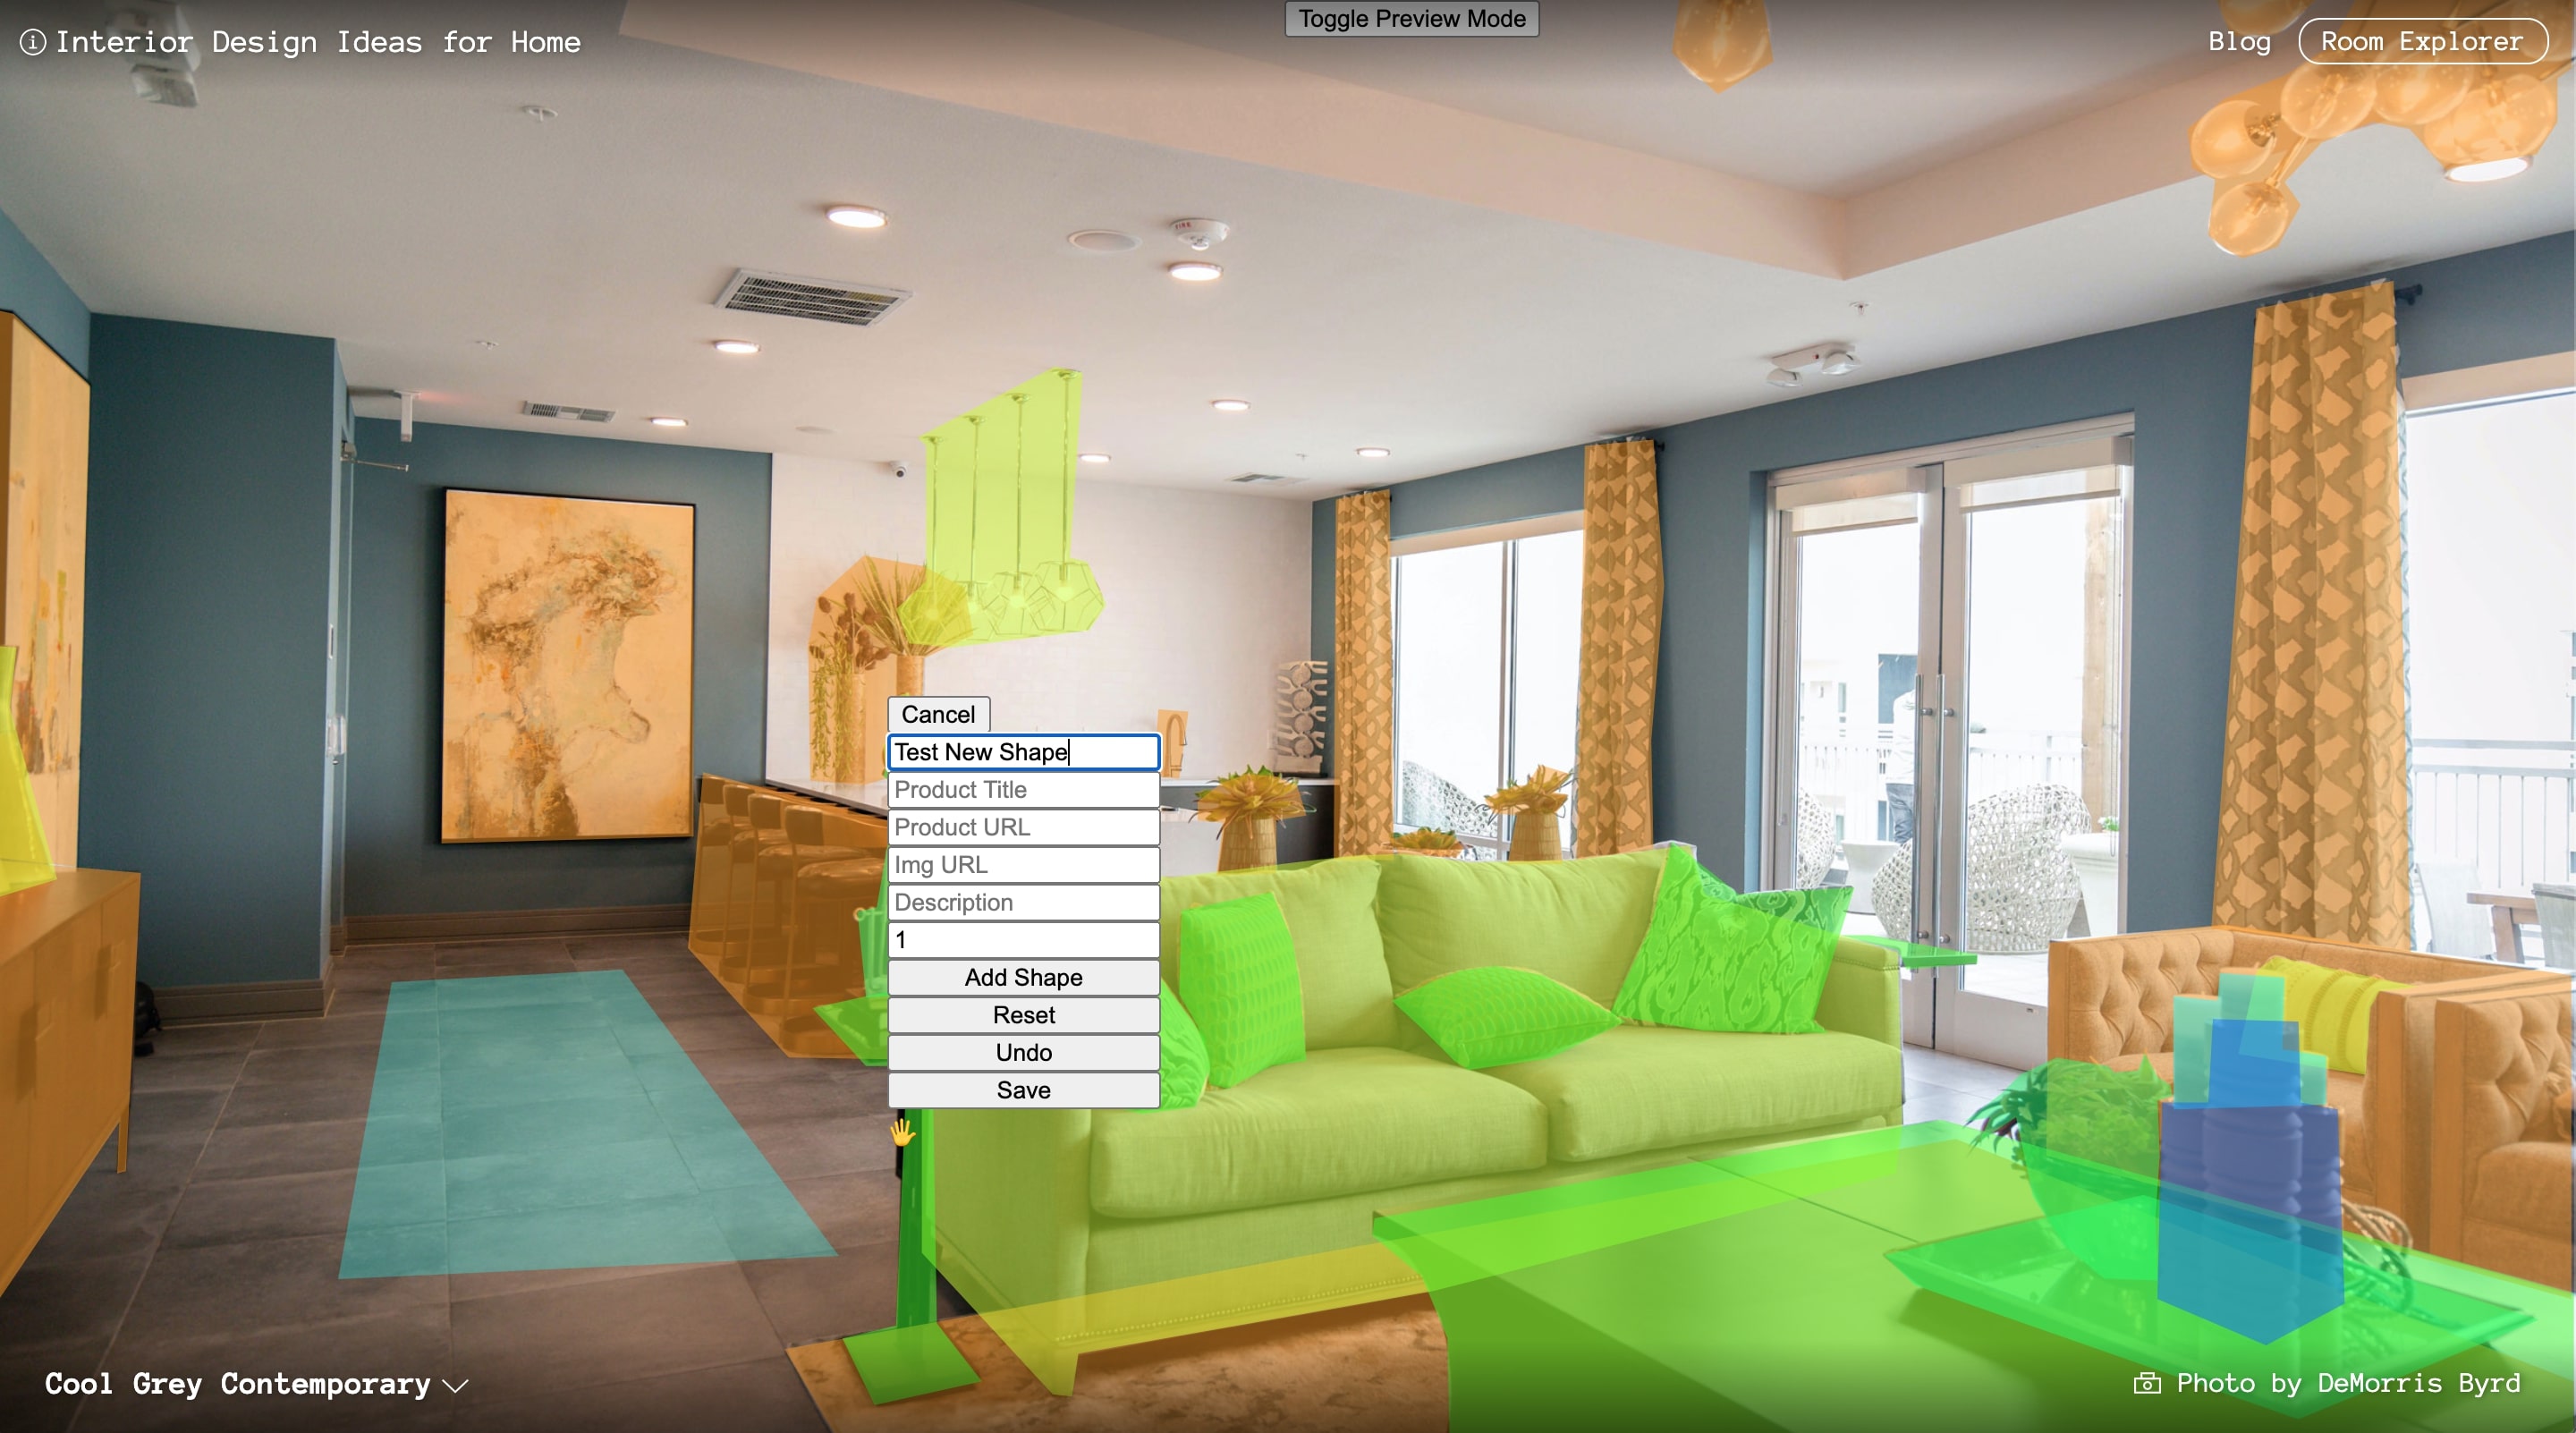 Toggle Preview Mode
Interior Design Ideas for Home
Blog
Room Explorer
FIRE
Cancel
Test New Shape
Product Title
Product URL
Img URL
Description
1
Add Shape
Reset
Undo
Save
Cool Grey Contemporary
Photo by DeMorris Byrd